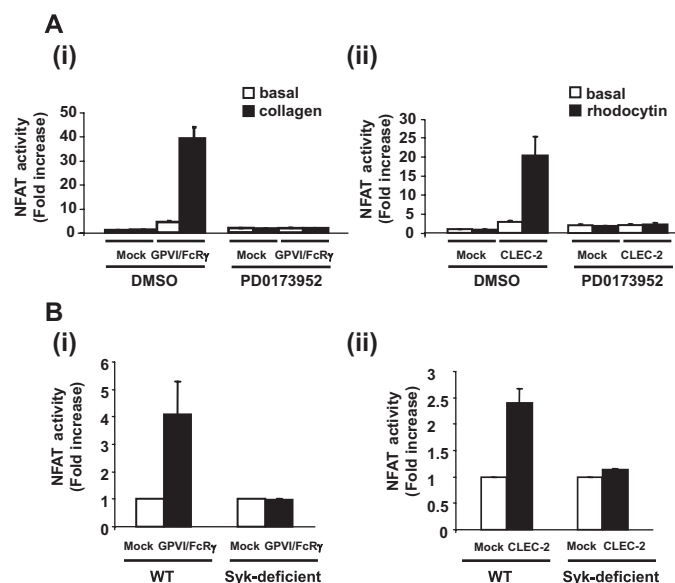 A
(i)
basal
collagen
NFAT activity
(Fold increase)
50
40
30
20
10
0
Mock GPVI/FcRγ Mock GPVI/FcRγ
DMSO PD0173952
(ii)
basal
rhodocytin
NFAT activity
(Fold increase)
30
25
20
15
10
5
0
Mock CLEC-2 Mock CLEC-2
DMSO PD0173952
B
(i)
NFAT activity
(Fold increase)
6
5
4
3
2
1
0
Mock GPVI/FcRγ Mock GPVI/FcRγ
WT Syk-deficient
(ii)
NFAT activity
(Fold increase)
3
2.5
2
1.5
1
0.5
0
Mock CLEC-2 Mock CLEC-2
WT Syk-deficient